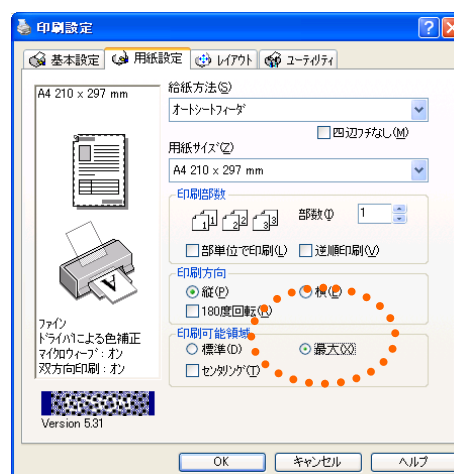 印刷設定
基本設定 用紙設定 レイアウト ユーティリティ
A4 210 x 297 mm
給紙方法(S)
オートシートフィーダ
四辺フチなし(M)
用紙サイズ(Z)
A4 210 x 297 mm
印刷部数
部数(I) 1
部単位で印刷(L) 逆順印刷(V)
印刷方向
縦(P) 横(E)
180度回転(R)
印刷可能領域
標準(D) 最大(X)
センタリング(T)
ファイン
ドライバによる色補正
マイクロウィーブ : オン
双方向印刷 : オン
Version 5.31
OK キャンセル ヘルプ